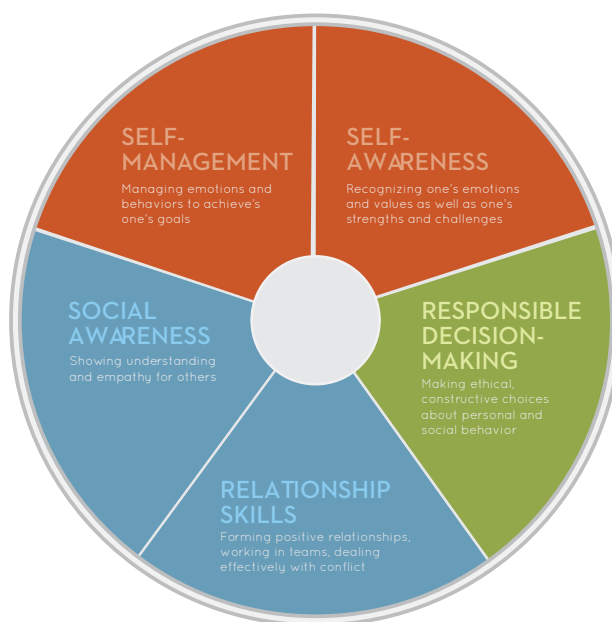 SELF-
MANAGEMENT
Managing emotions and
behaviors to achieve's
one's goals
SELF-
AWARENESS
Recognizing one's emotions
and values as well as one's
strengths and challenges
SOCIAL
AWARENESS
Showing understanding
and empathy for others
RESPONSIBLE
DECISION-
MAKING
Making ethical,
constructive choices
about personal and
social behavior
RELATIONSHIP
SKILLS
Forming positive relationships,
working in teams, dealing
effectively with conflict